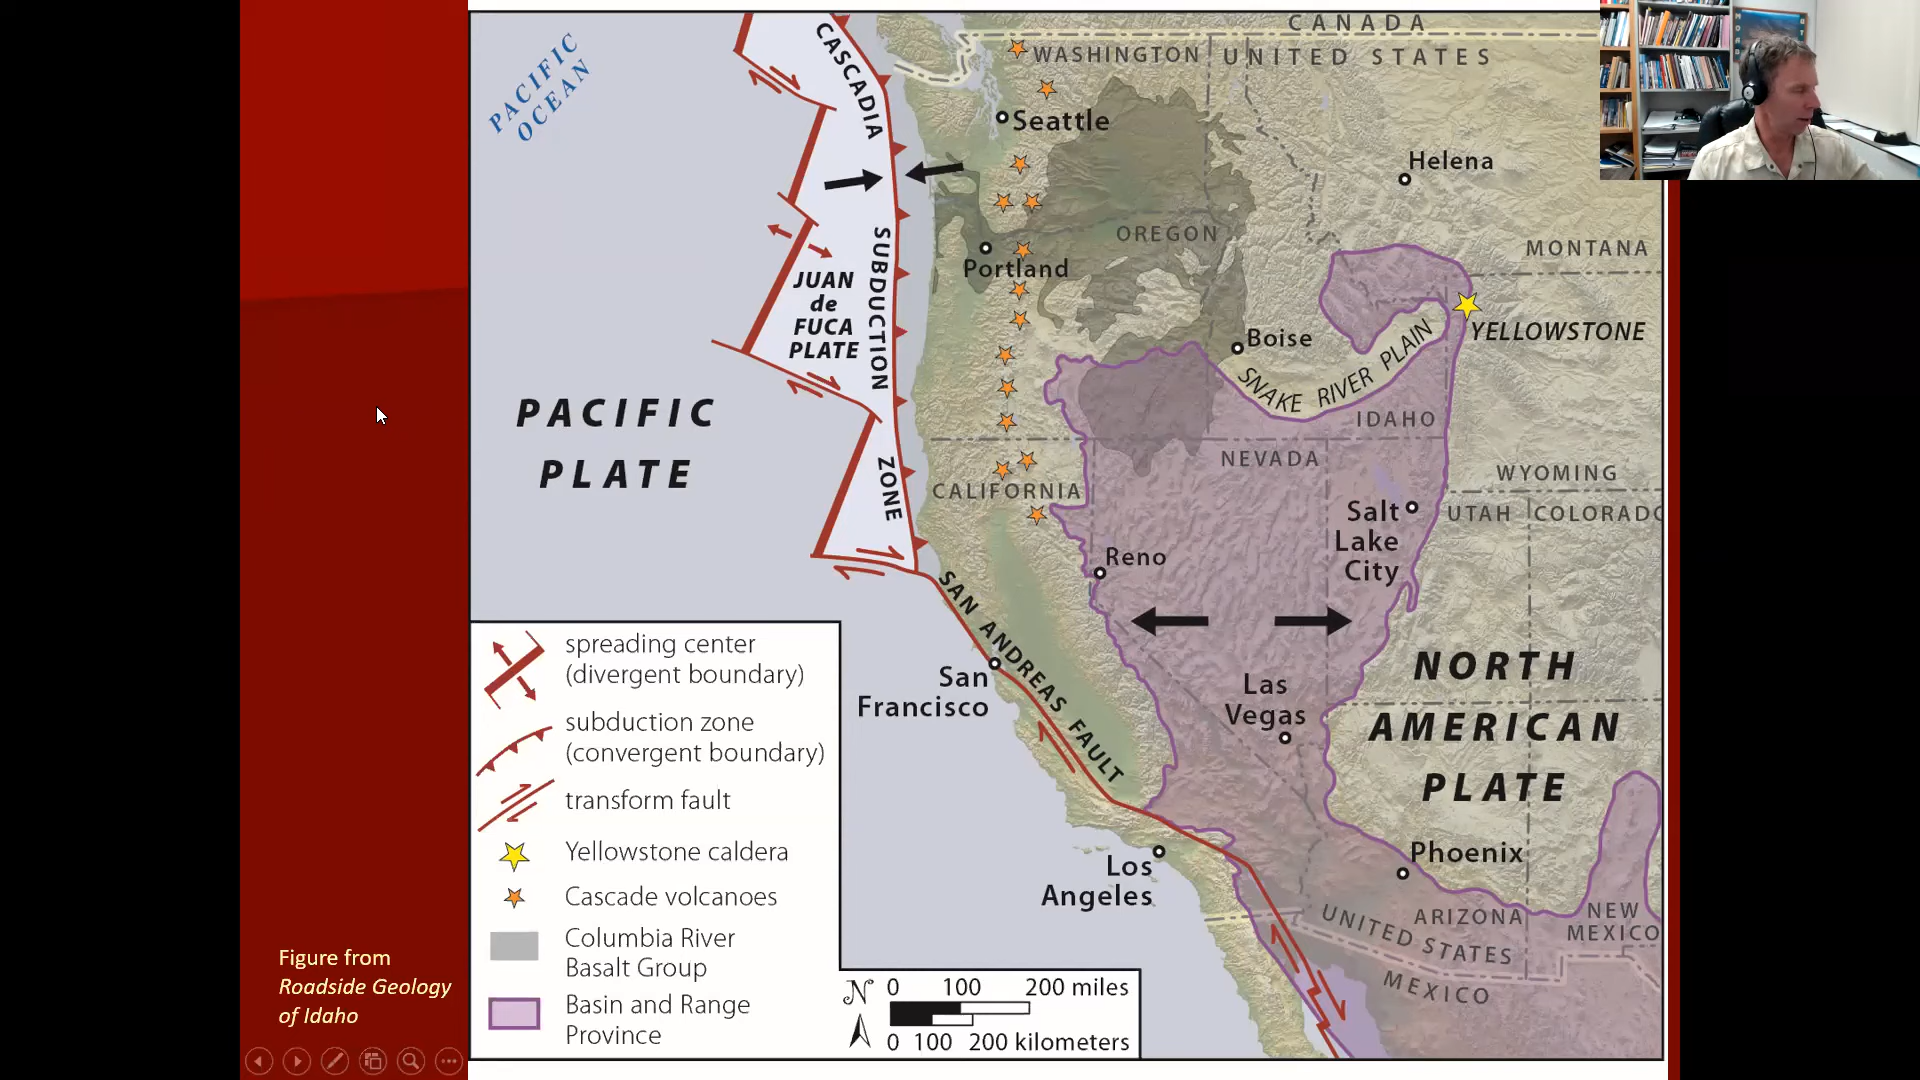 PACIFIC
OCEAN
CASCADIA
SUBDUCTION
ZONE
CANADA
UNITED STATES
WASHINGTON
Seattle
Helena
OREGON
MONTANA
Portland
JUAN
de
FUCA
PLATE
Boise
YELLOWSTONE
SNAKE RIVER PLAIN
PACIFIC
PLATE
IDAHO
NEVADA
WYOMING
CALIFORNIA
Salt
Lake
City
UTAH
COLORADO
Reno
SAN ANDREAS FAULT
San
Francisco
Las
Vegas
NORTH
AMERICAN
PLATE
Los
Angeles
Phoenix
ARIZONA
NEW
MEXICO
UNITED STATES
MEXICO
spreading center
(divergent boundary)
subduction zone
(convergent boundary)
transform fault
Yellowstone caldera
Cascade volcanoes
Columbia River
Basalt Group
Basin and Range
Province
N
0 100 200 miles
0 100 200 kilometers
Figure from
Roadside Geology
of Idaho